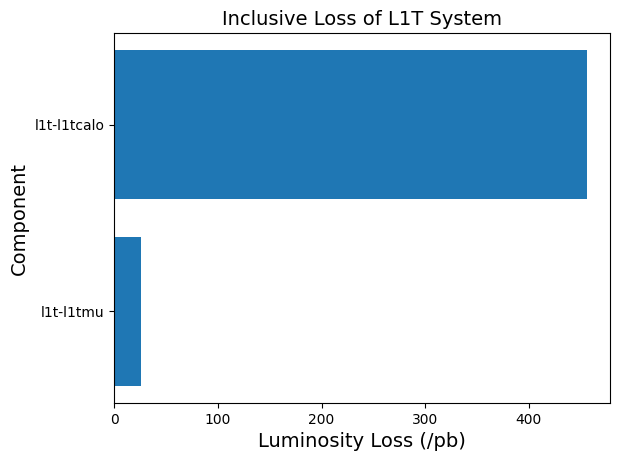 Inclusive Loss of L1T System
Component
l1t-l1tcalo
l1t-l1tmu
0 100 200 300 400
Luminosity Loss (/pb)